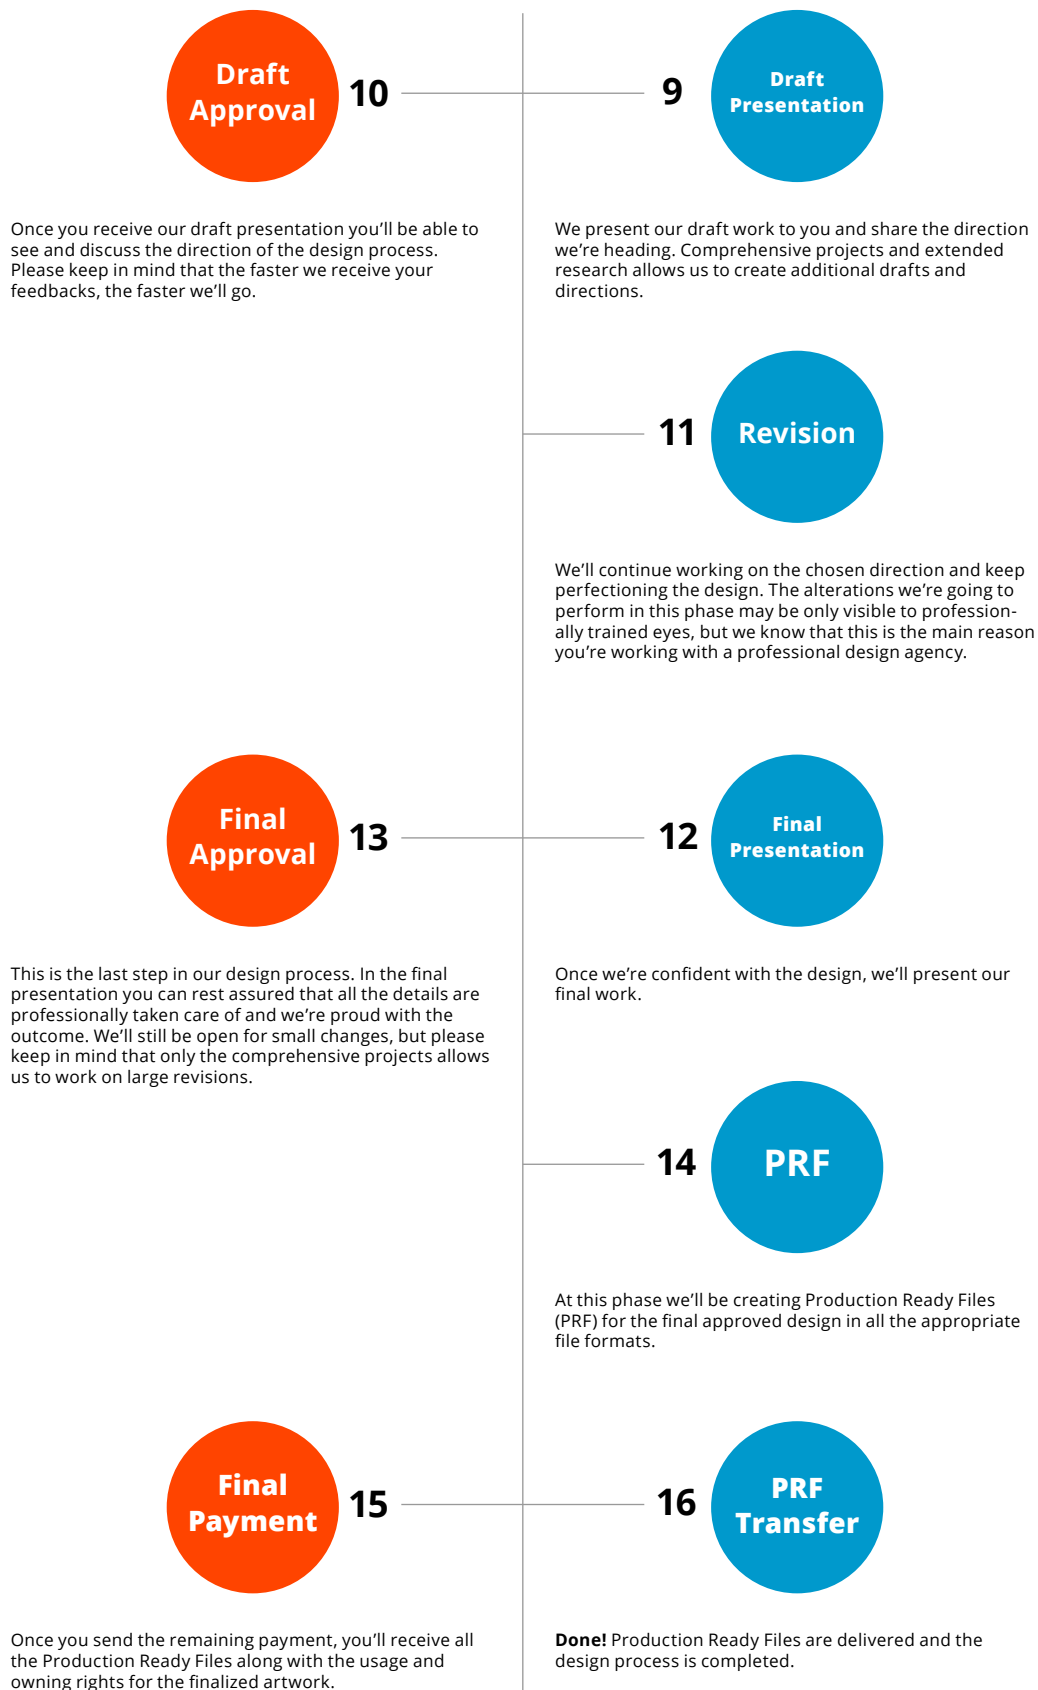 Draft
Approval
10
9
Draft
Presentation
Once you receive our draft presentation you’ll be able to
see and discuss the direction of the design process.
Please keep in mind that the faster we receive your
feedbacks, the faster we’ll go.
We present our draft work to you and share the direction
we’re heading. Comprehensive projects and extended
research allows us to create additional drafts and
directions.
11
Revision
We’ll continue working on the chosen direction and keep
perfectioning the design. The alterations we’re going to
perform in this phase may be only visible to profession-
ally trained eyes, but we know that this is the main reason
you’re working with a professional design agency.
Final
Approval
13
12
Final
Presentation
This is the last step in our design process. In the final
presentation you can rest assured that all the details are
professionally taken care of and we’re proud with the
outcome. We’ll still be open for small changes, but please
keep in mind that only the comprehensive projects allows
us to work on large revisions.
Once we’re confident with the design, we’ll present our
final work.
14
PRF
At this phase we’ll be creating Production Ready Files
(PRF) for the final approved design in all the appropriate
file formats.
Final
Payment
15
16
PRF
Transfer
Once you send the remaining payment, you’ll receive all
the Production Ready Files along with the usage and
owning rights for the finalized artwork.
Done! Production Ready Files are delivered and the
design process is completed.